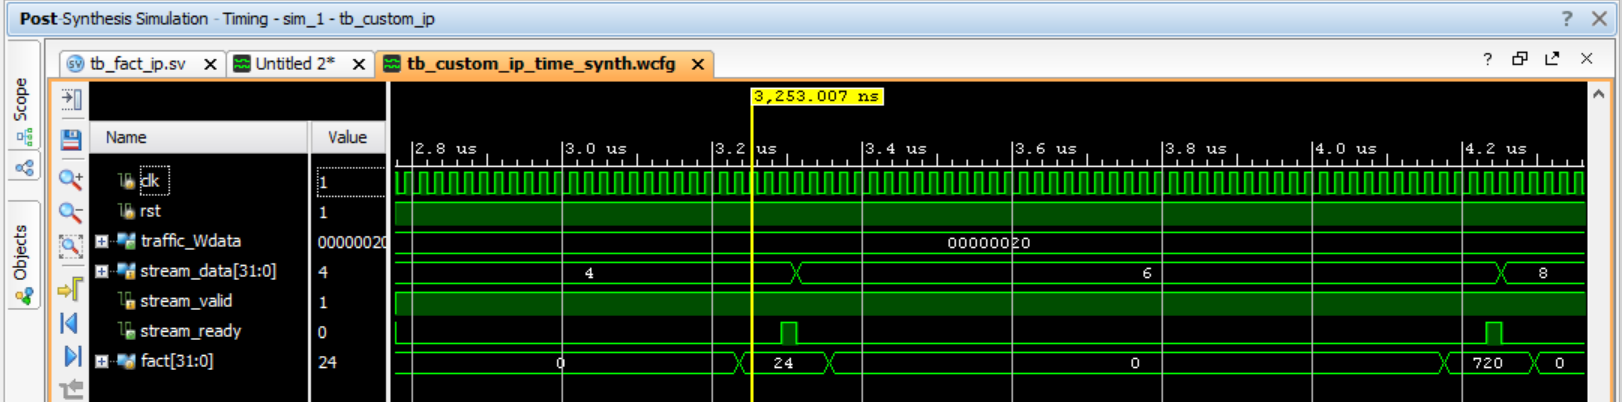 Post-Synthesis Simulation - Timing - sim_1 - tb_custom_ip ?
tb_fact_ip.sv Untitled 2* tb_custom_ip_time_synth.wcfg ?
Scope
Objects
3,253.007 ns
Name Value
2.8 us 3.0 us 3.2 us 3.4 us 3.6 us 3.8 us 4.0 us 4.2 us
clk 1
rst 1
traffic_Wdata 00000020 00000020
stream_data[31:0] 4 4 6 8
stream_valid 1
stream_ready 0
fact[31:0] 24 0 24 0 720 0